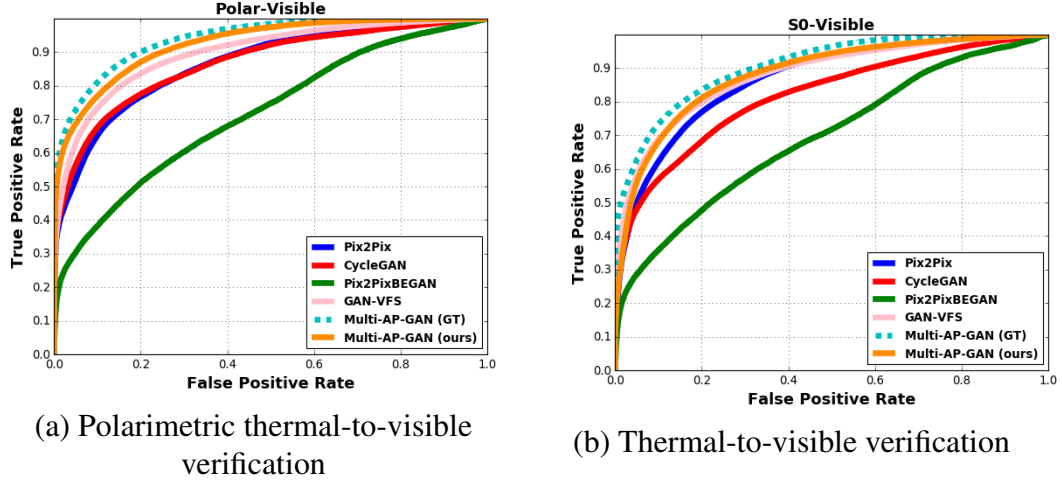 Polar-Visible
True Positive Rate
0.9
0.8
0.7
0.6
0.5
0.4
0.3
0.2
0.1
0.0
Pix2Pix
CycleGAN
Pix2PixBEGAN
GAN-VFS
Multi-AP-GAN (GT)
Multi-AP-GAN (ours)
0.0 0.2 0.4 0.6 0.8 1.0
False Positive Rate
(a) Polarimetric thermal-to-visible
verification
S0-Visible
True Positive Rate
0.9
0.8
0.7
0.6
0.5
0.4
0.3
0.2
0.1
0.0
Pix2Pix
CycleGAN
Pix2PixBEGAN
GAN-VFS
Multi-AP-GAN (GT)
Multi-AP-GAN (ours)
0.0 0.2 0.4 0.6 0.8 1.0
False Positive Rate
(b) Thermal-to-visible verification